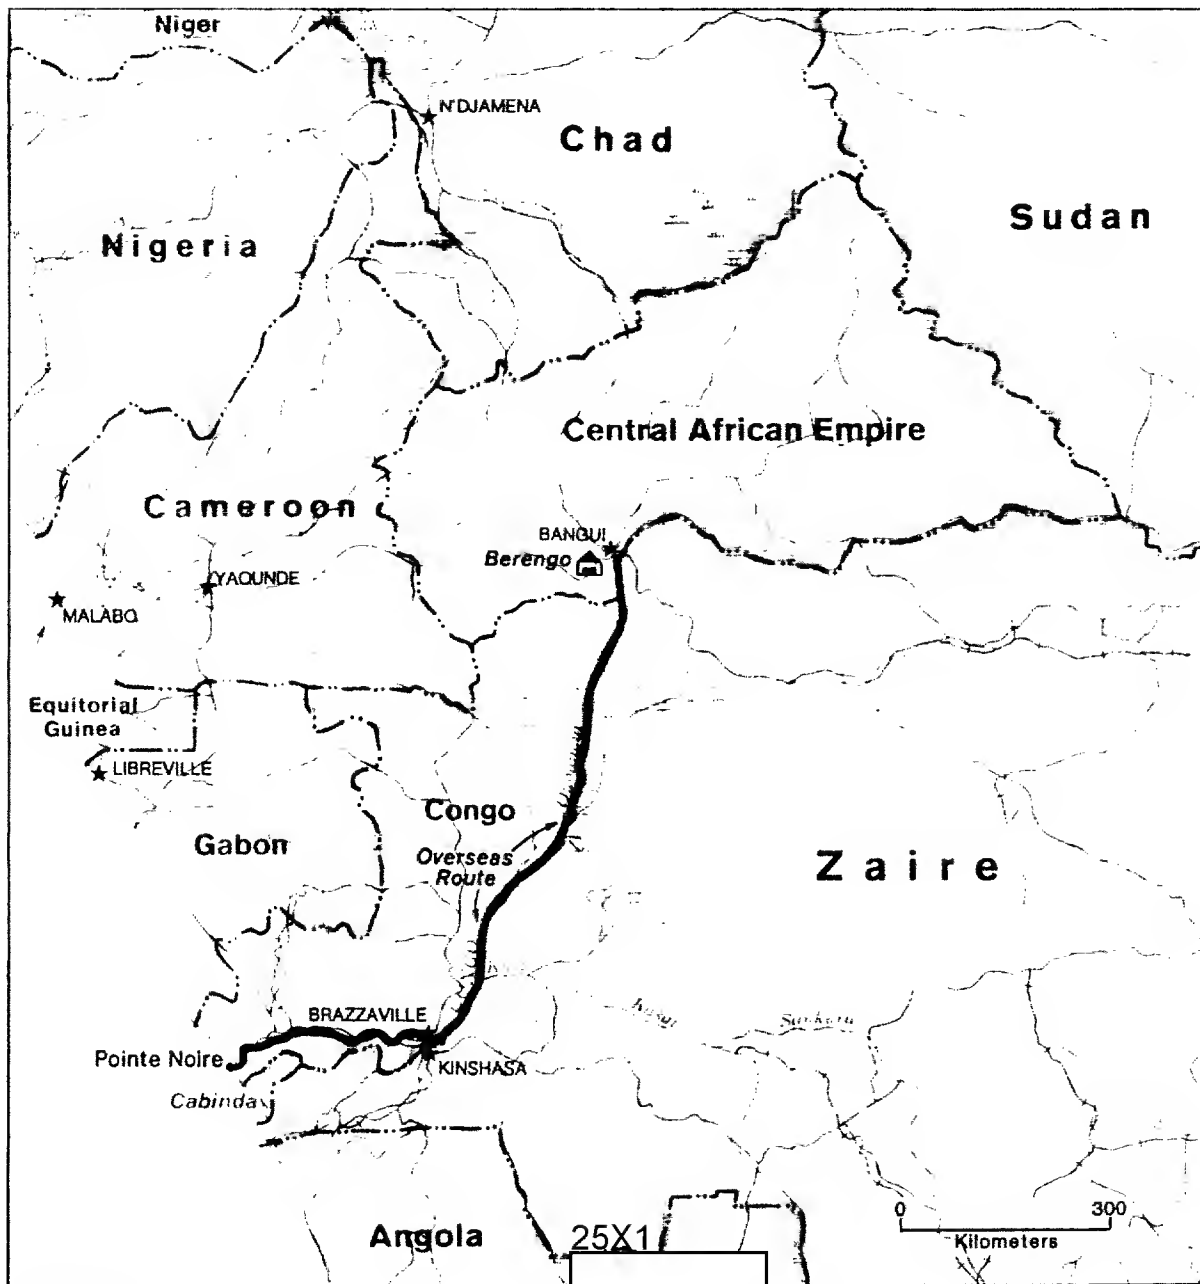 Niger
N'DJAMENA
Chad
Sudan
Nigeria
Central African Empire
Cameroon
BANGUI
Berengo
YAOUNDE
MALABO
Equitorial
Guinea
LIBREVILLE
Congo
Gabon
Overseas
Route
Zaire
BRAZZAVILLE
Sankuru
Pointe Noire
KINSHASA
Cabinda
0 300
Kilometers
Angola
25X1